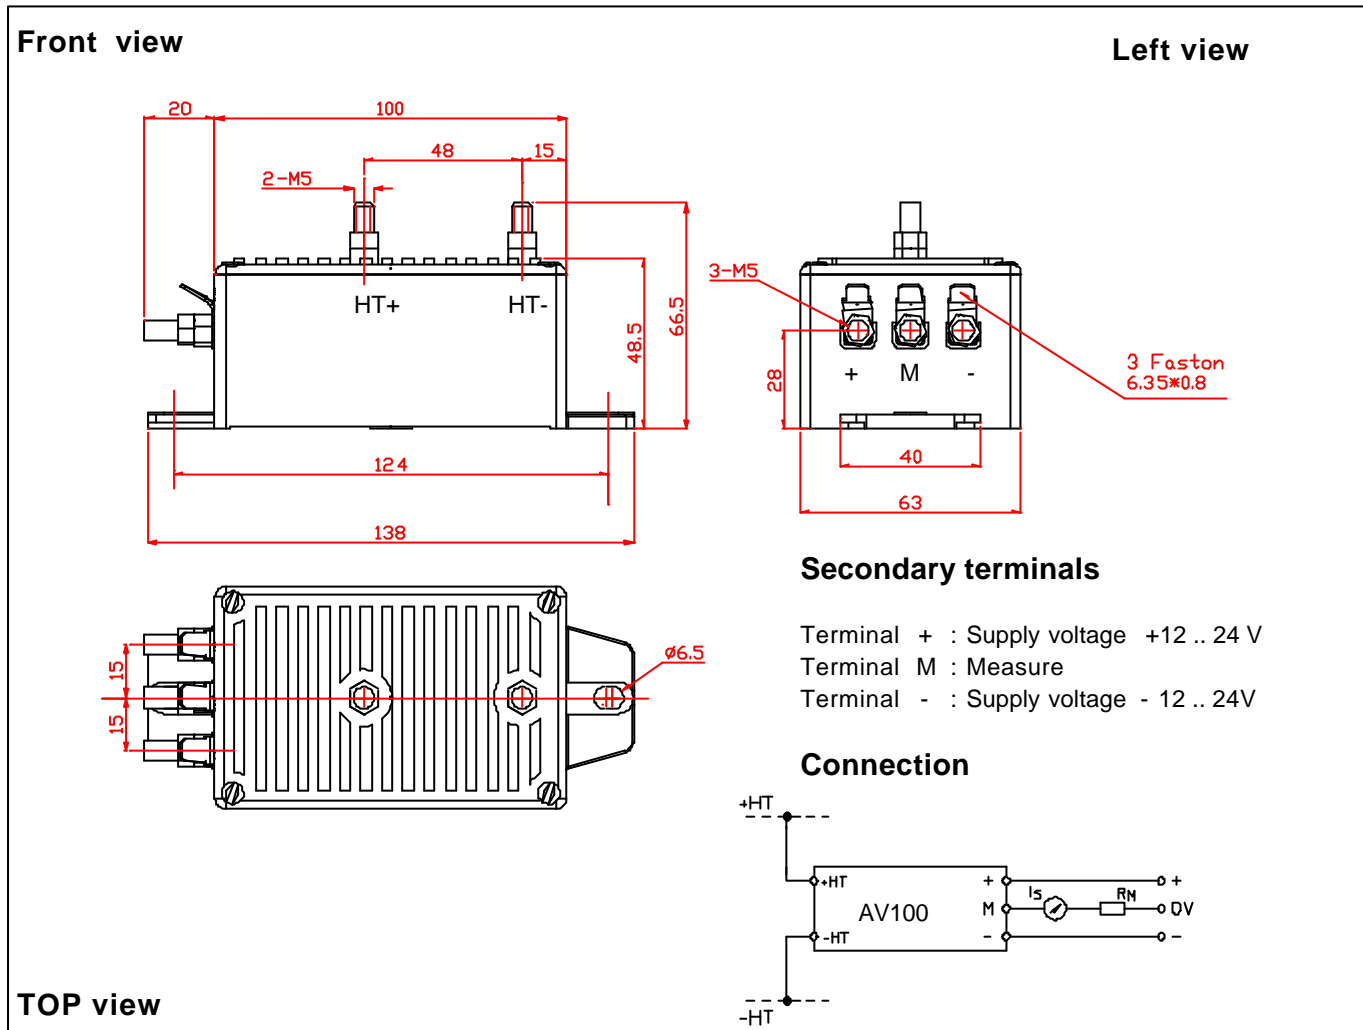 Front view
Left view
20
100
48
15
2-M5
HT+
HT-
48.5
66.5
124
138
3-M5
+ M -
28
3 Faston
6.35*0.8
40
63
15
15
ø6.5
TOP view
Secondary terminals
Terminal + : Supply voltage +12 .. 24 V
Terminal M : Measure
Terminal - : Supply voltage - 12 .. 24V
Connection
+HT
+HT
-HT
AV100
+
M
-
Is
RM
+
0V
-
-HT